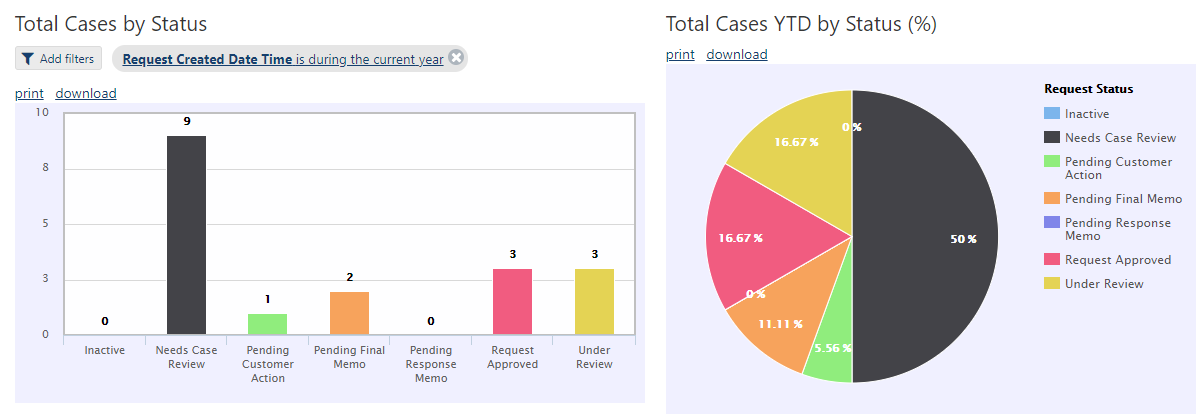 Total Cases by Status
Add filters
Request Created Date Time is during the current year
print download
10
8
5
3
0
0
9
1
2
0
3
3
Inactive
Needs Case
Review
Pending
Customer
Action
Pending Final
Memo
Pending
Response
Memo
Request
Approved
Under
Review
Total Cases YTD by Status (%)
print download
0 %
16.67 %
50 %
16.67 %
0 %
11.11 %
5.56 %
Request Status
Inactive
Needs Case Review
Pending Customer
Action
Pending Final Memo
Pending Response
Memo
Request Approved
Under Review